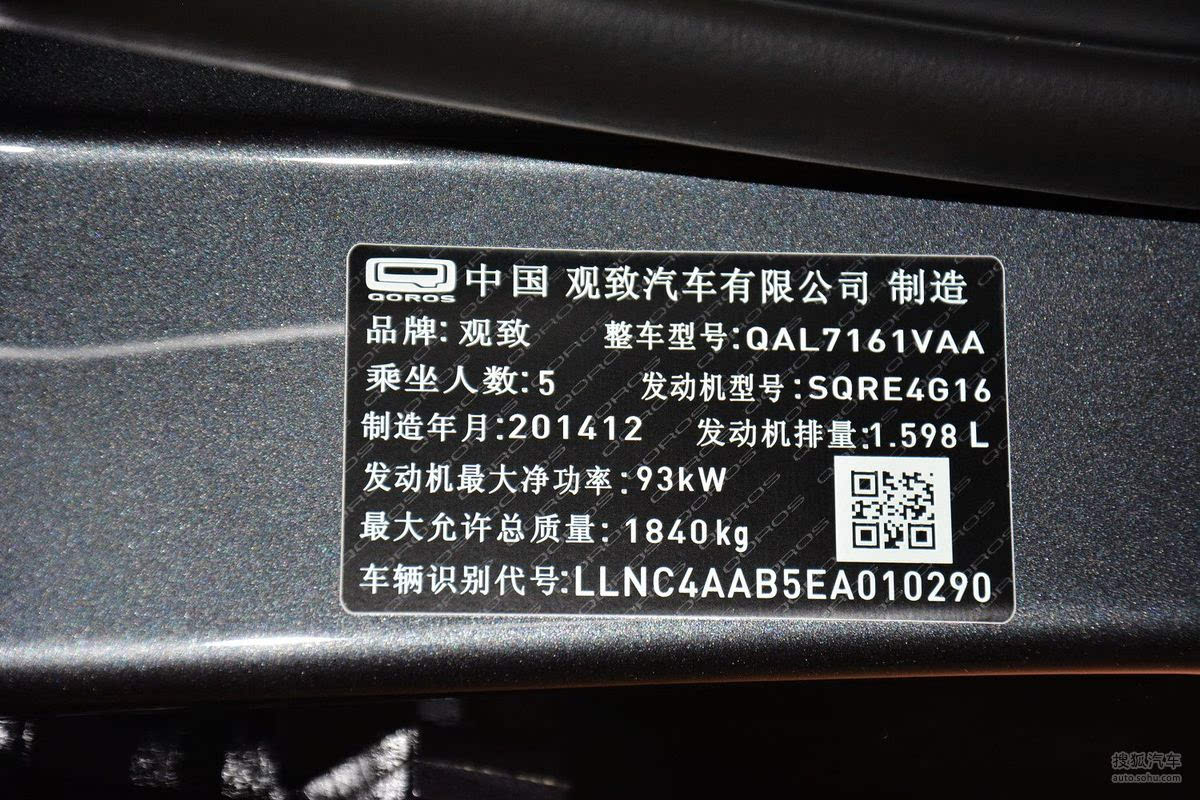 QOROS 中国 观致汽车有限公司 制造
品牌: 观致 整车型号:QAL7161VAA
乘坐人数:5 发动机型号:SQRE4G16
制造年月:201412 发动机排量:1.598 L
发动机最大净功率:93kW
最大允许总质量: 1840kg
车辆识别代号:LLNC4AAB5EA010290
搜狐汽车
auto.sohu.com